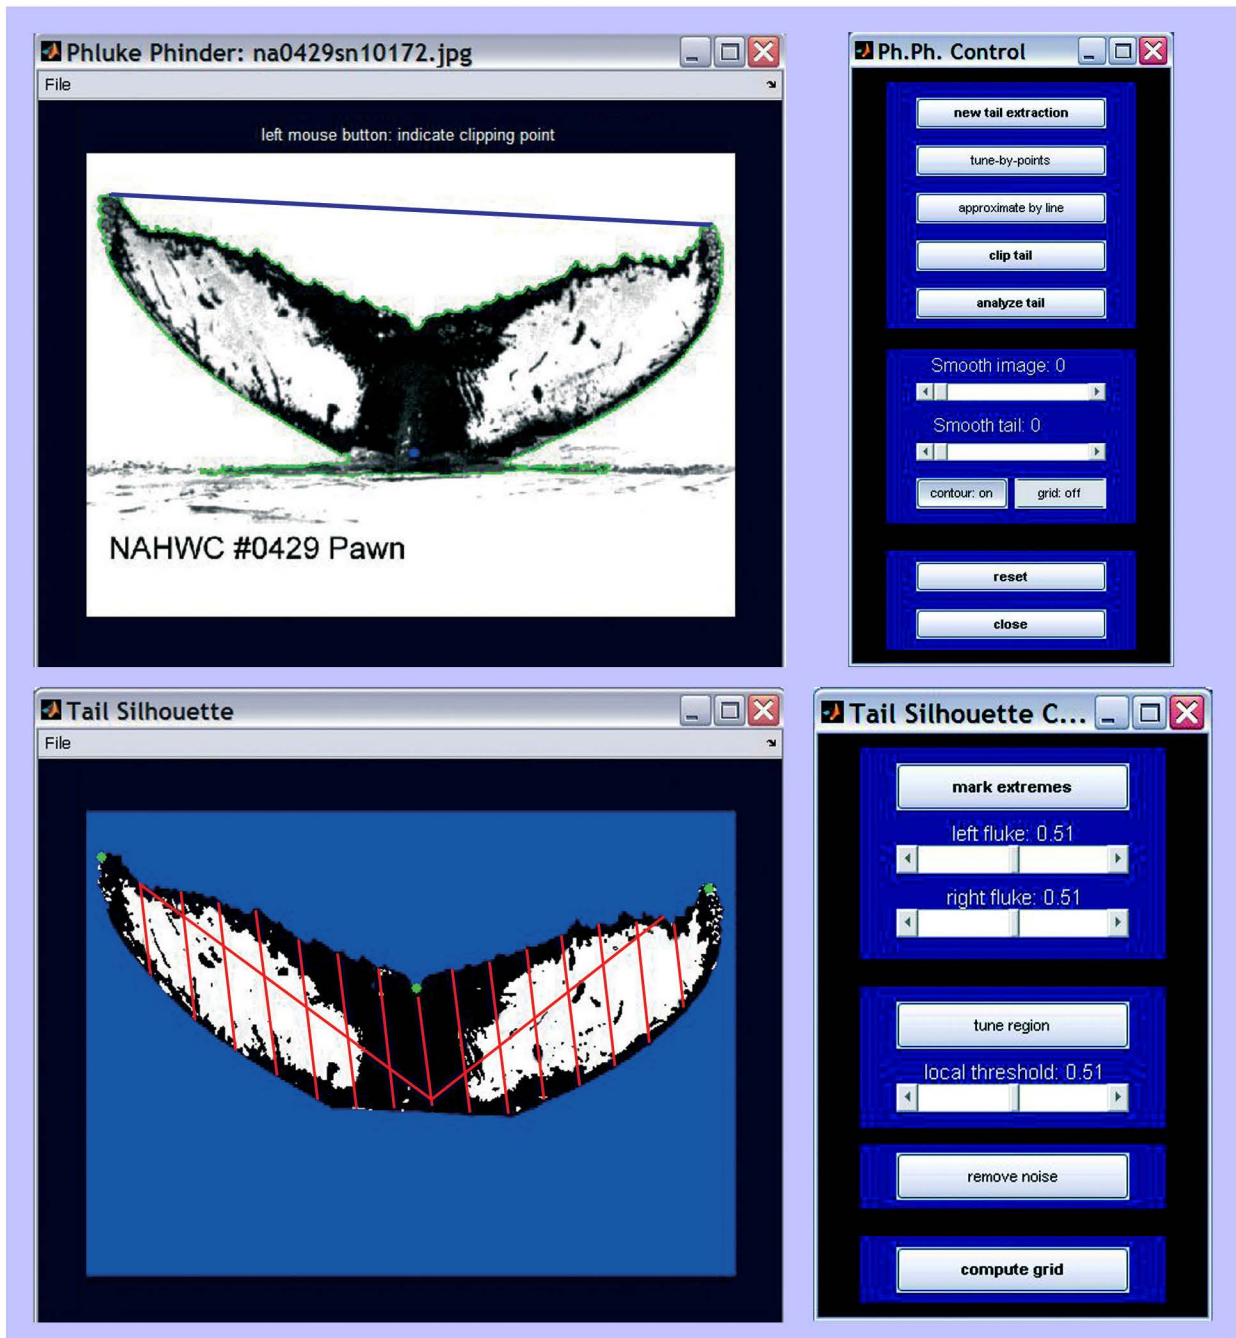 Phluke Phinder: na0429sn10172.jpg
File
left mouse button: indicate clipping point
NAHWC #0429 Pawn
Ph.Ph. Control
new tail extraction
tune-by-points
approximate by line
clip tail
analyze tail
Smooth image: 0
Smooth tail: 0
contour: on
grid: off
reset
close
Tail Silhouette
File
Tail Silhouette C...
mark extremes
left fluke: 0.51
right fluke: 0.51
tune region
local threshold: 0.51
remove noise
compute grid